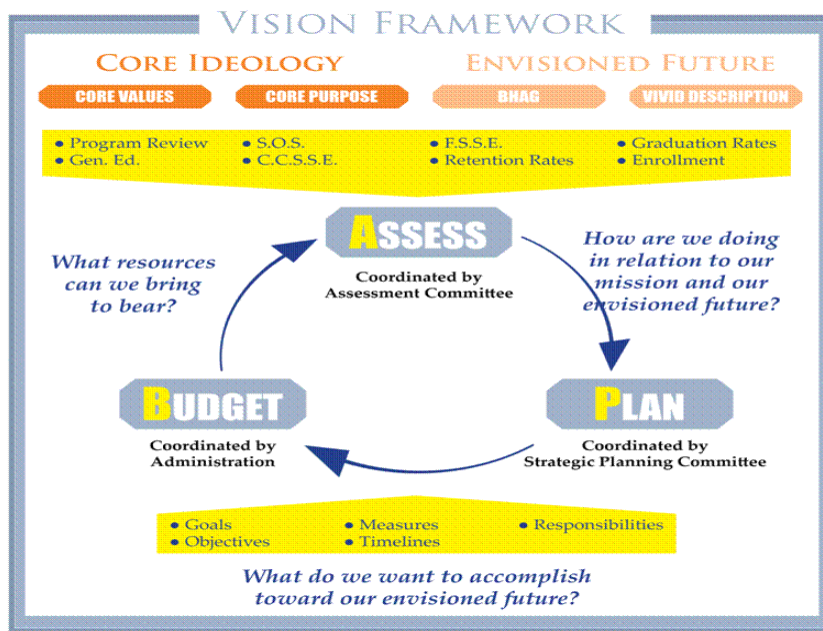 VISION FRAMEWORK
CORE IDEOLOGY
ENVISIONED FUTURE
CORE VALUES
CORE PURPOSE
BHAG
VIVID DESCRIPTION
• Program Review
• Gen. Ed.
• S.O.S.
• C.C.S.S.E.
• F.S.S.E.
• Retention Rates
• Graduation Rates
• Enrollment
ASSESS
Coordinated by
Assessment Committee
What resources
can we bring
to bear?
How are we doing
in relation to our
mission and our
envisioned future?
BUDGET
Coordinated by
Administration
PLAN
Coordinated by
Strategic Planning Committee
• Goals
• Objectives
• Measures
• Timelines
• Responsibilities
What do we want to accomplish
toward our envisioned future?